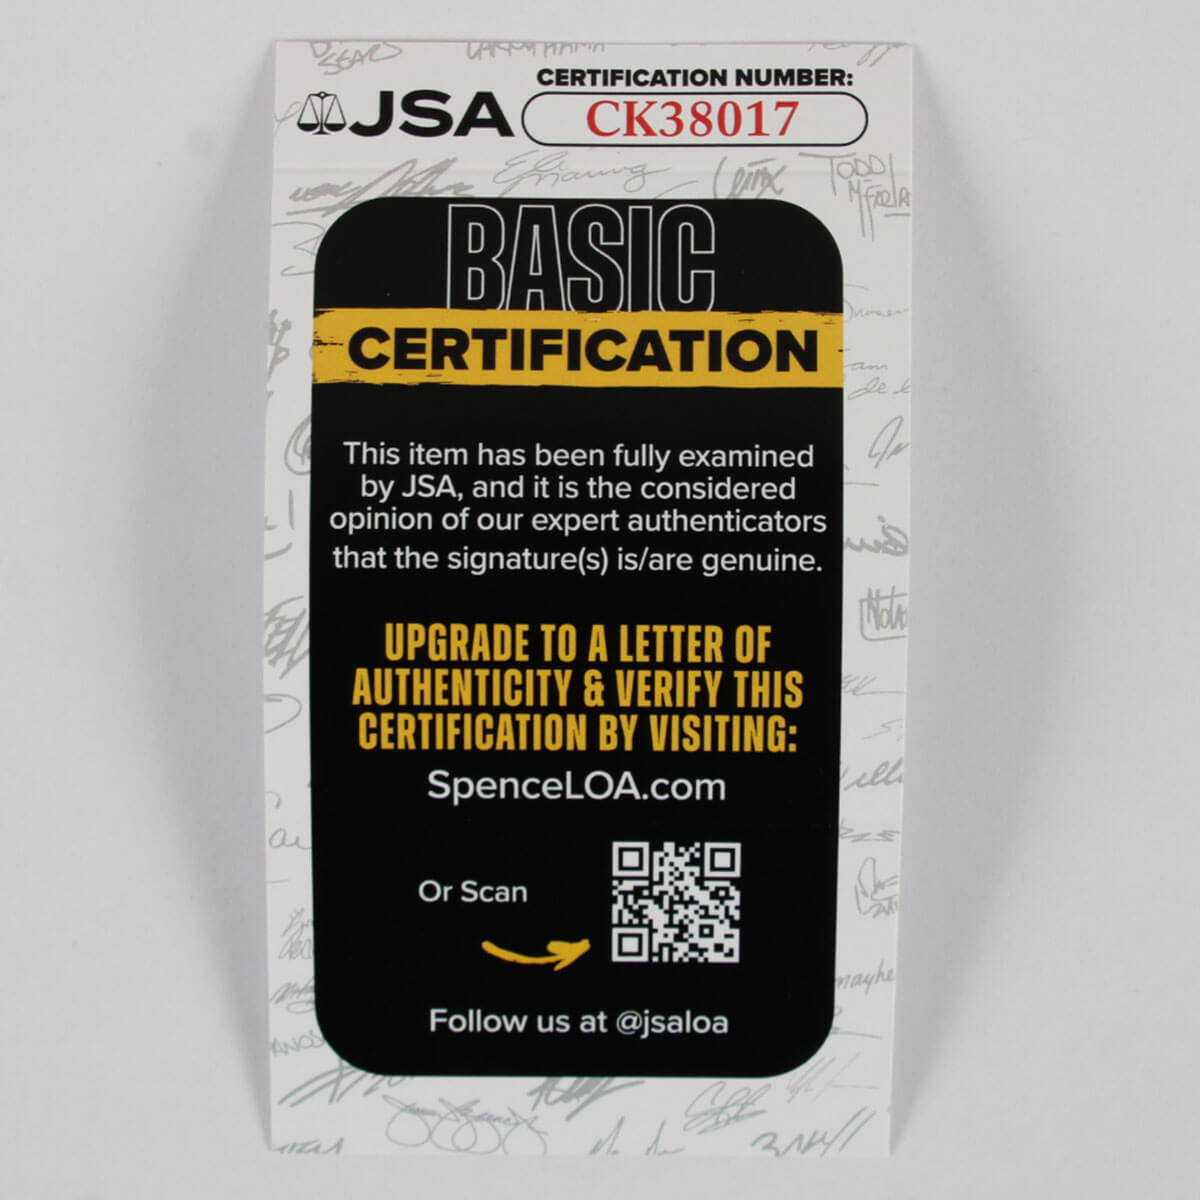 CERTIFICATION NUMBER:
JSA CK38017
BASIC
CERTIFICATION
This item has been fully examined
by JSA, and it is the considered
opinion of our expert authenticators
that the signature(s) is/are genuine.
UPGRADE TO A LETTER OF
AUTHENTICITY & VERIFY THIS
CERTIFICATION BY VISITING:
SpenceLOA.com
Or Scan
Follow us at @jsaloa